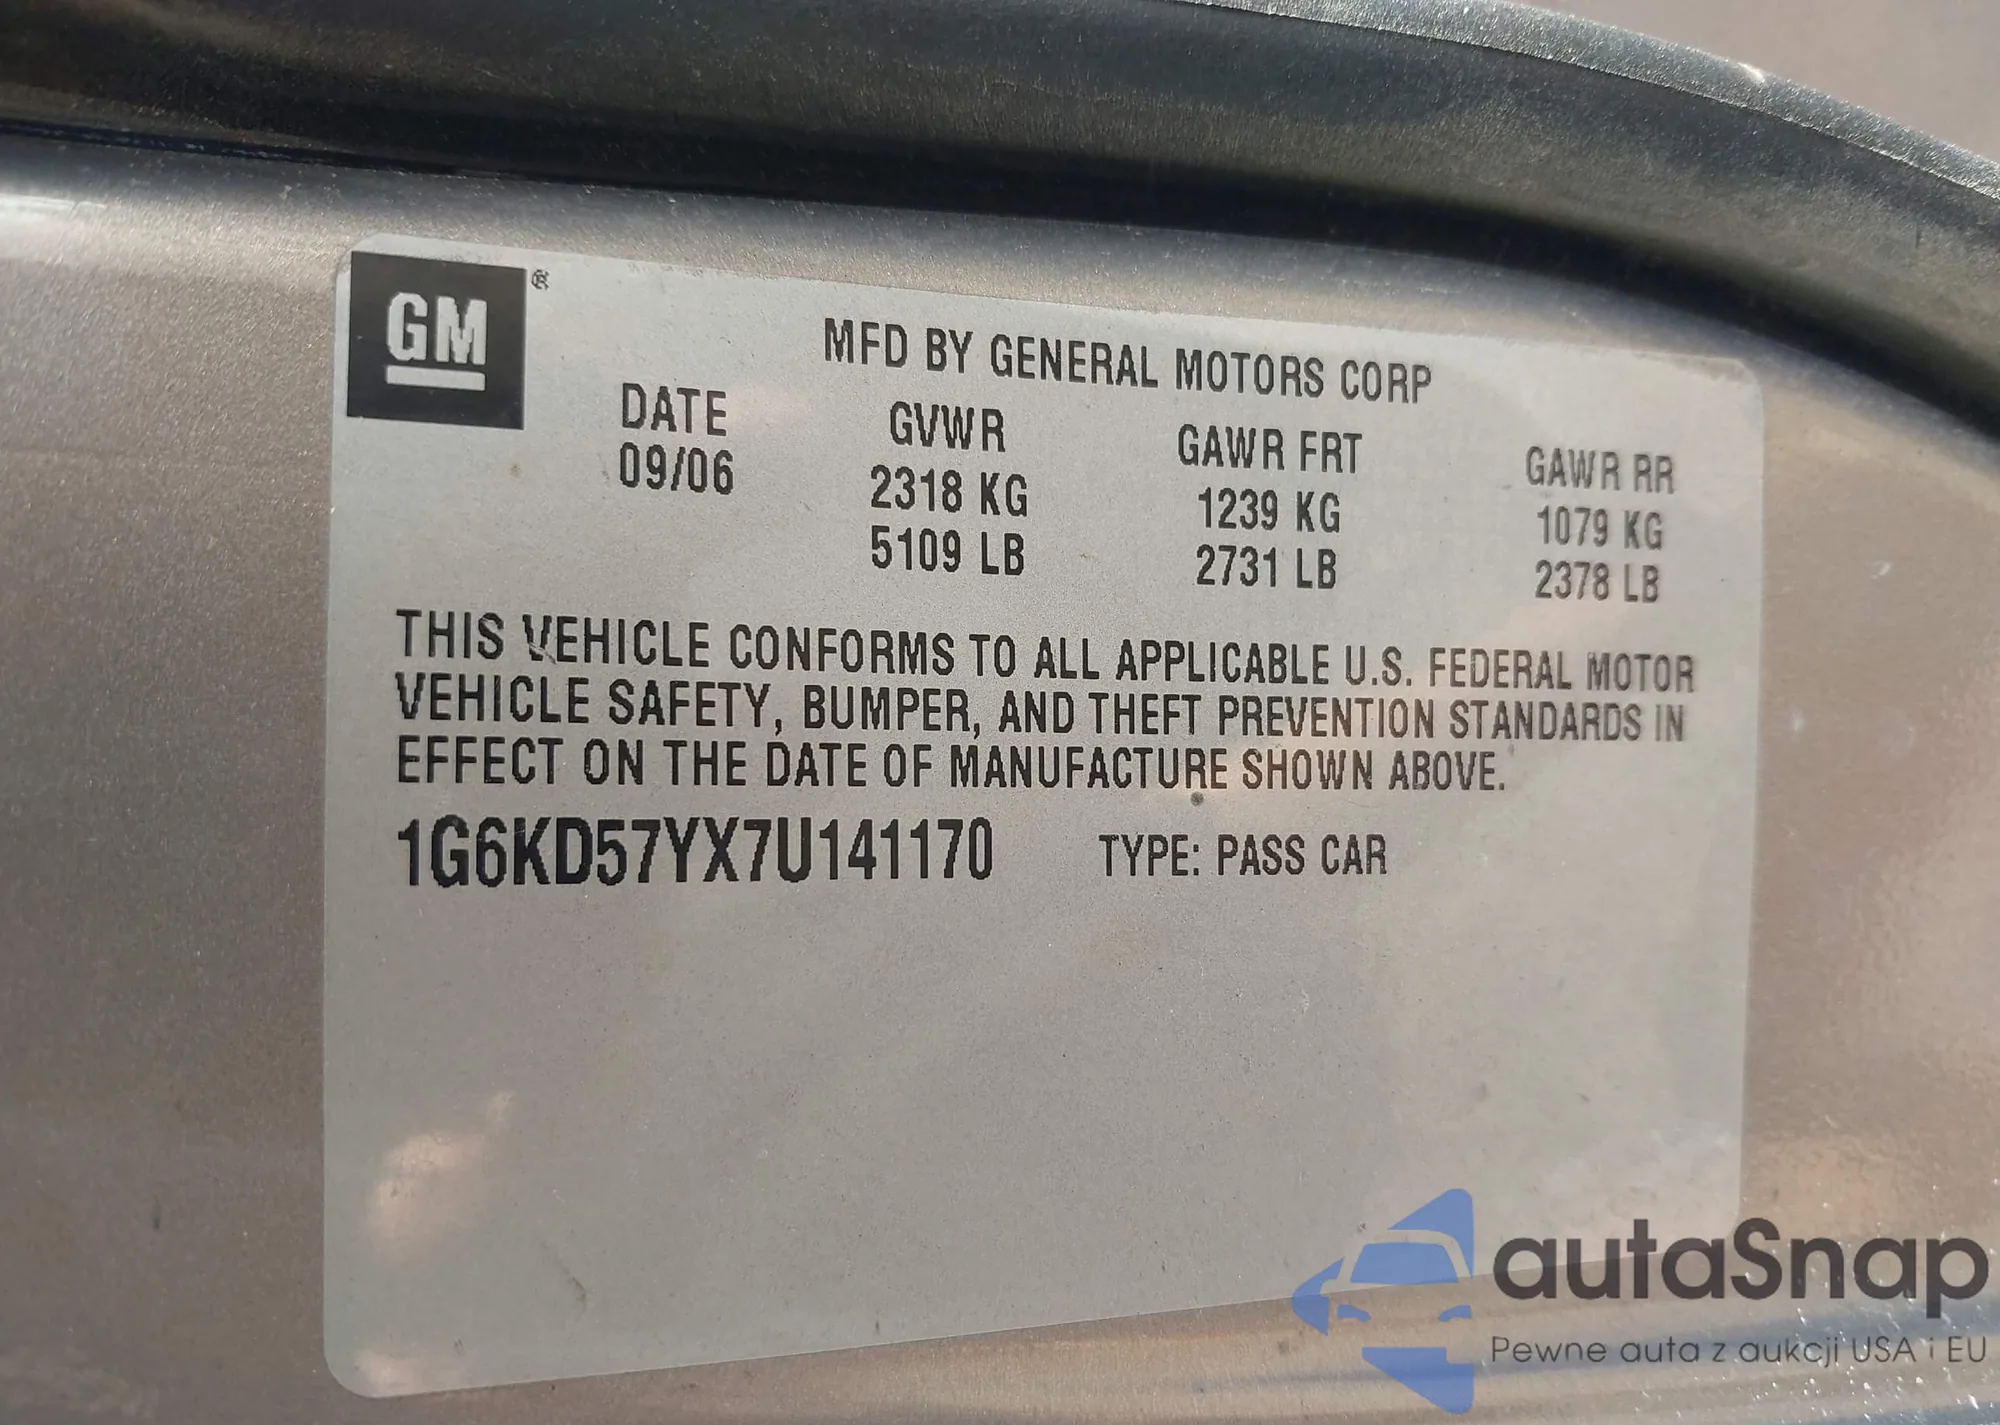 GM®
MFD BY GENERAL MOTORS CORP
DATE GVWR GAWR FRT GAWR RR
09/06 2318 KG 1239 KG 1079 KG
5109 LB 2731 LB 2378 LB
THIS VEHICLE CONFORMS TO ALL APPLICABLE U.S. FEDERAL MOTOR
VEHICLE SAFETY, BUMPER, AND THEFT PREVENTION STANDARDS IN
EFFECT ON THE DATE OF MANUFACTURE SHOWN ABOVE.
1G6KD57YX7U141170 TYPE: PASS CAR
autaSnap
Pewne auta z aukcji USA i EU